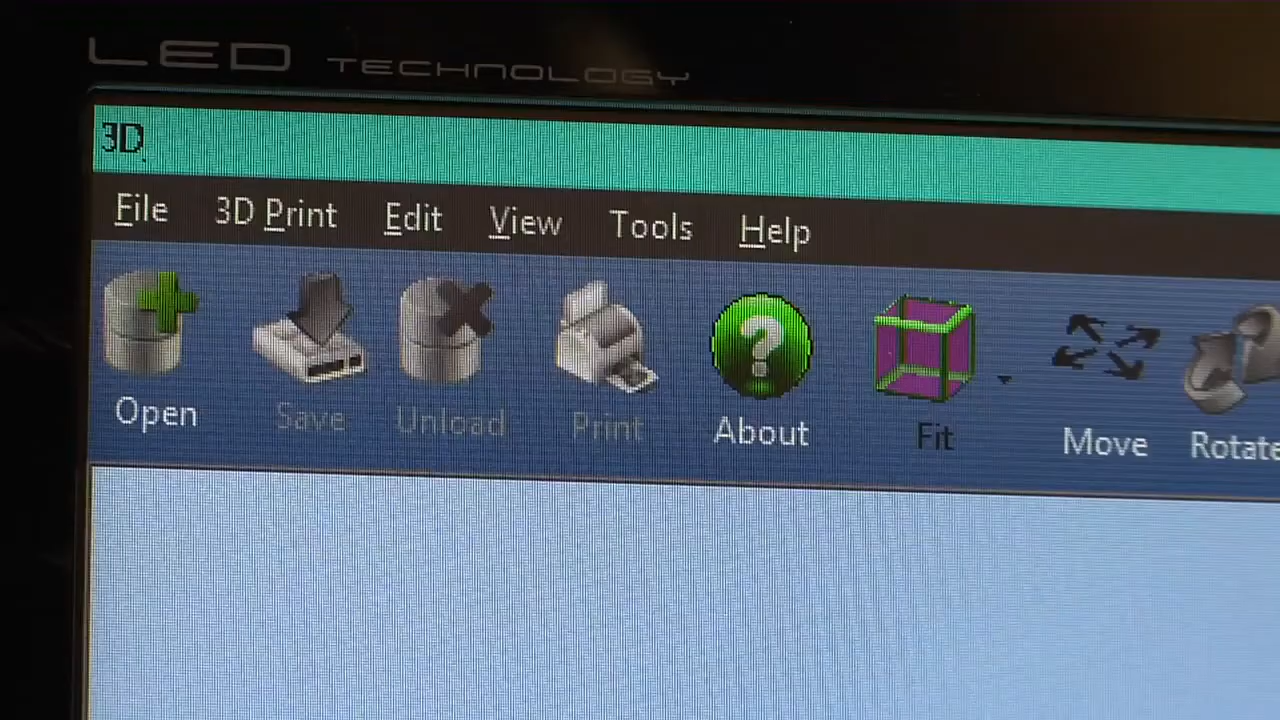 LED TECHNOLOGY
3D
File 3D Print Edit View Tools Help
Open Save Unload Print About Fit Move Rotate